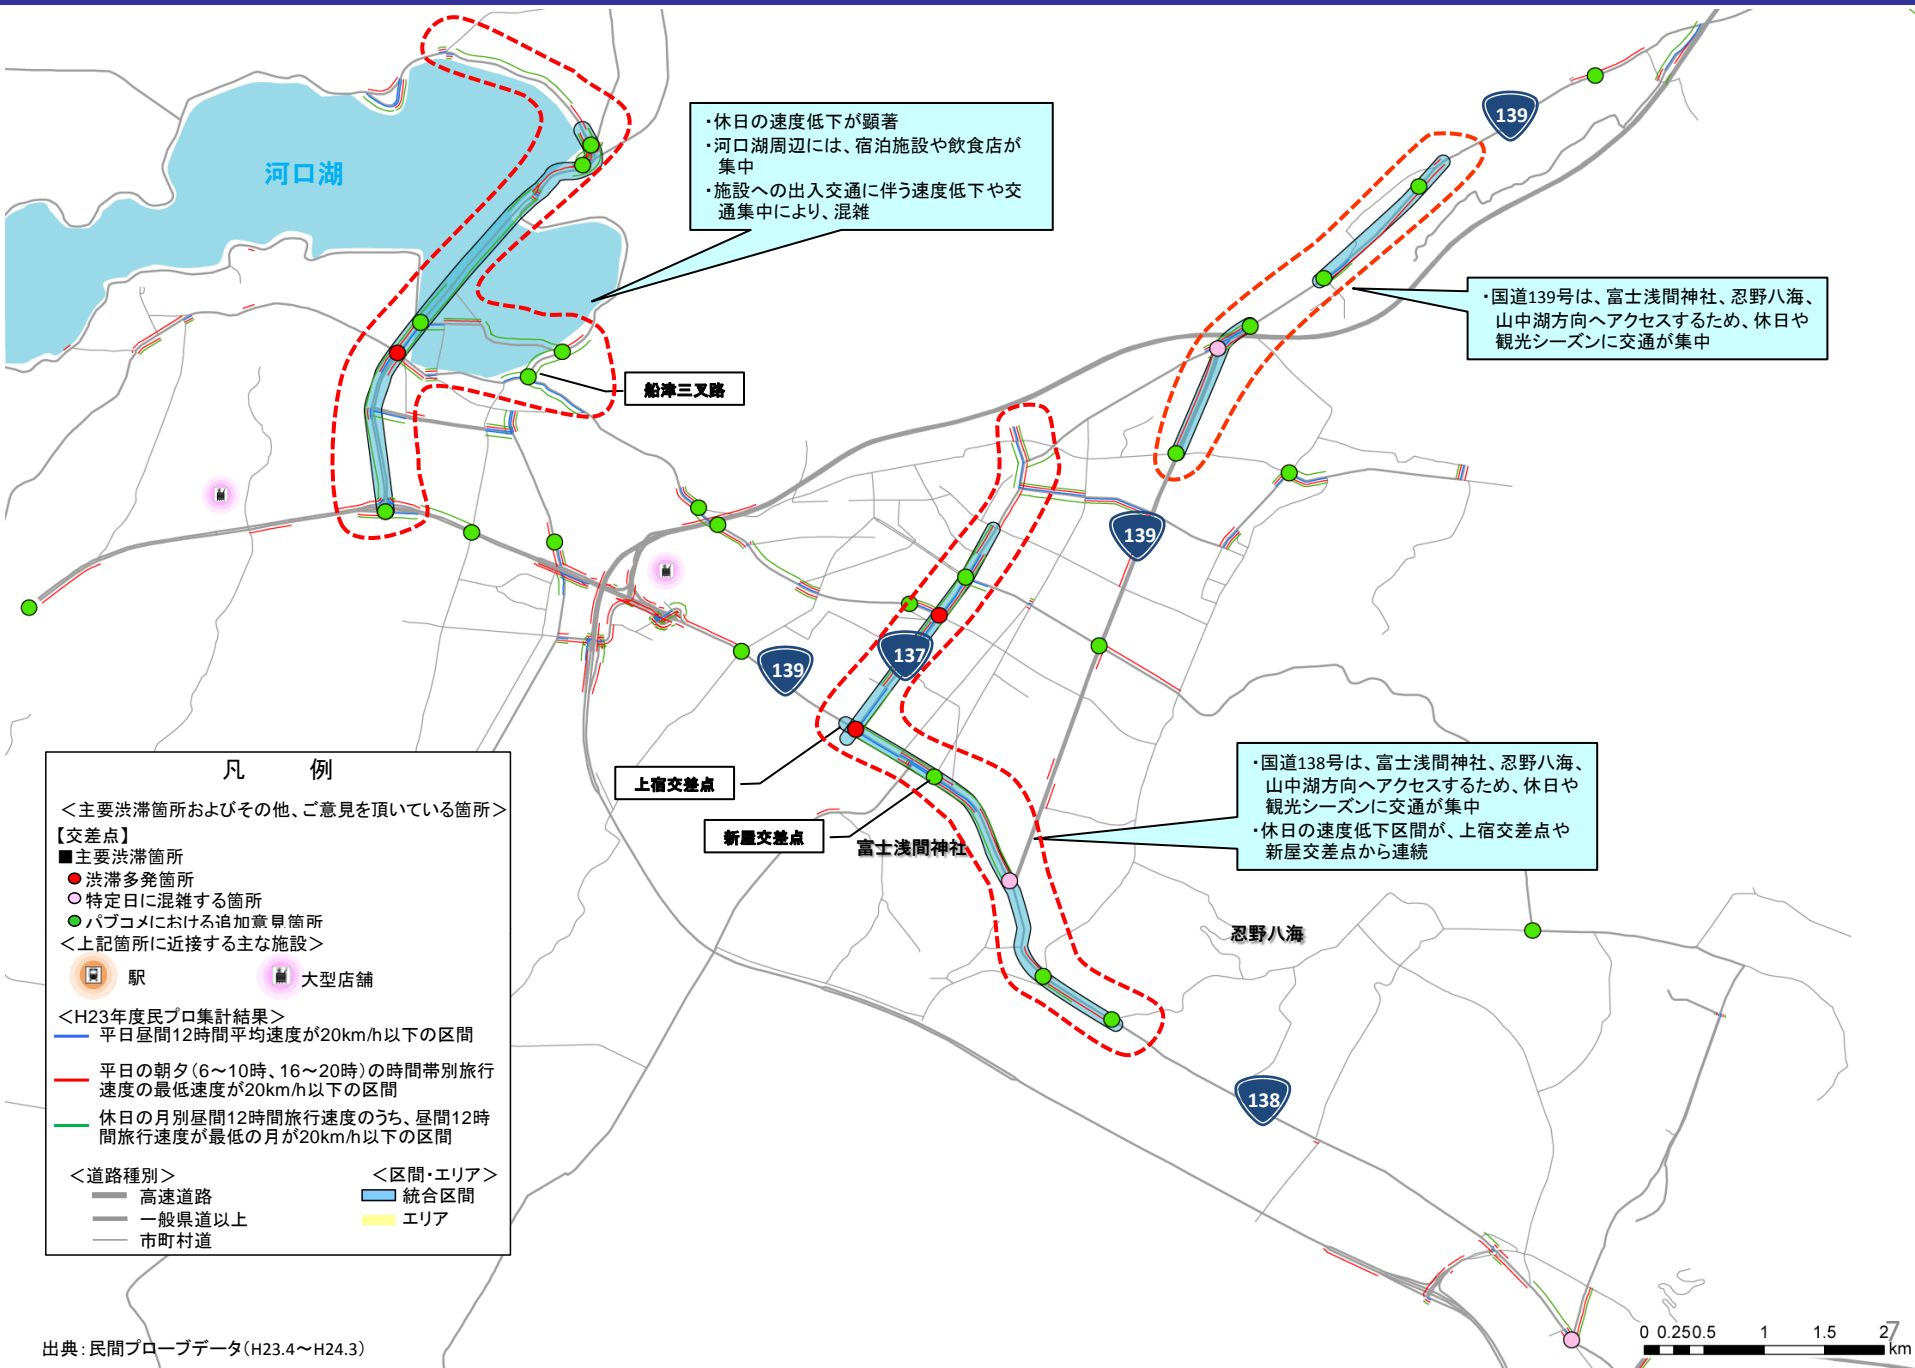 河口湖
・休日の速度低下が顕著
・河口湖周辺には、宿泊施設や飲食店が
集中
・施設への出入交通に伴う速度低下や交
通集中により、混雑
139
・国道139号は、富士浅間神社、忍野八海、
山中湖方向へアクセスするため、休日や
観光シーズンに交通が集中
船津三叉路
139
137
139
上宿交差点
新屋交差点
富士浅間神社
・国道138号は、富士浅間神社、忍野八海、
山中湖方向へアクセスするため、休日や
観光シーズンに交通が集中
・休日の速度低下区間が、上宿交差点や
新屋交差点から連続
忍野八海
138
凡 例
＜主要渋滞箇所およびその他、ご意見を頂いている箇所＞
【交差点】
■主要渋滞箇所
渋滞多発箇所
特定日に混雑する箇所
パブコメにおける追加意見箇所
＜上記箇所に近接する主な施設＞
駅 大型店舗
＜H23年度民プロ集計結果＞
平日昼間12時間平均速度が20km/h以下の区間
平日の朝夕（6～10時、16～20時）の時間帯別旅行
速度の最低速度が20km/h以下の区間
休日の月別昼間12時間旅行速度のうち、昼間12時
間旅行速度が最低の月が20km/h以下の区間
＜道路種別＞ ＜区間・エリア＞
高速道路 統合区間
一般県道以上 エリア
市町村道
出典：民間プローブデータ（H23.4～H24.3）
0 0.25 0.5 1 1.5 2
km
7